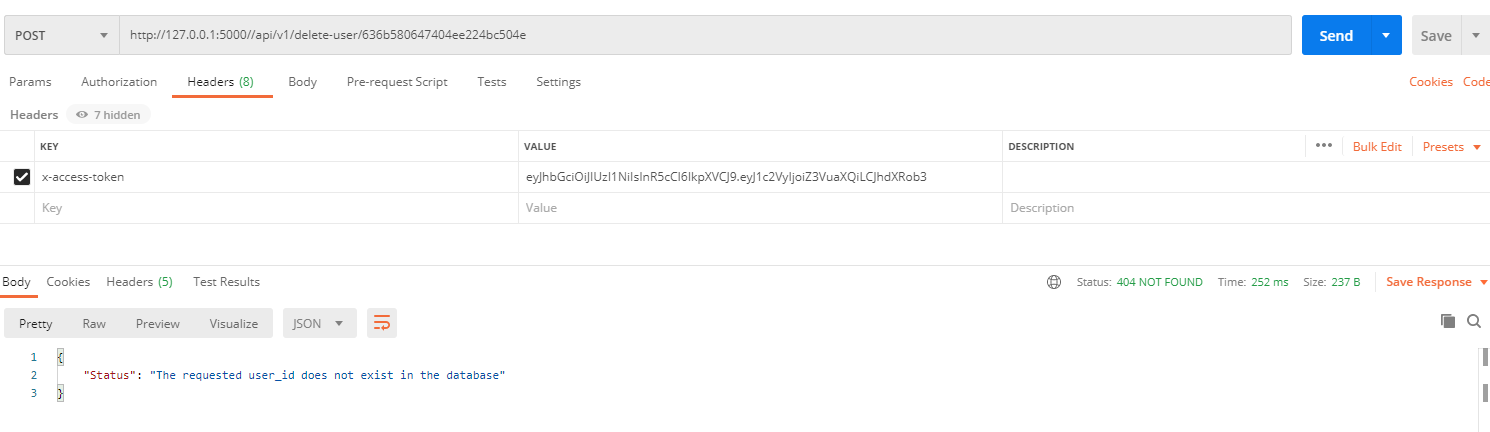 POST http://127.0.0.1:5000//api/v1/delete-user/636b580647404ee224bc504e Send Save
Params Authorization Headers (8) Body Pre-request Script Tests Settings Cookies Code
Headers 7 hidden
KEY VALUE DESCRIPTION ••• Bulk Edit Presets
x-access-token eyJhbGciOiJIUzI1NiIsInR5cCI6IkpXVCJ9.eyJ1c2VyIjoiZ3VuaXQiLCJhdXRob3
Key Value Description
Body Cookies Headers (5) Test Results Status: 404 NOT FOUND Time: 252 ms Size: 237 B Save Response
Pretty Raw Preview Visualize JSON
1 {
2 "Status": "The requested user_id does not exist in the database"
3 }